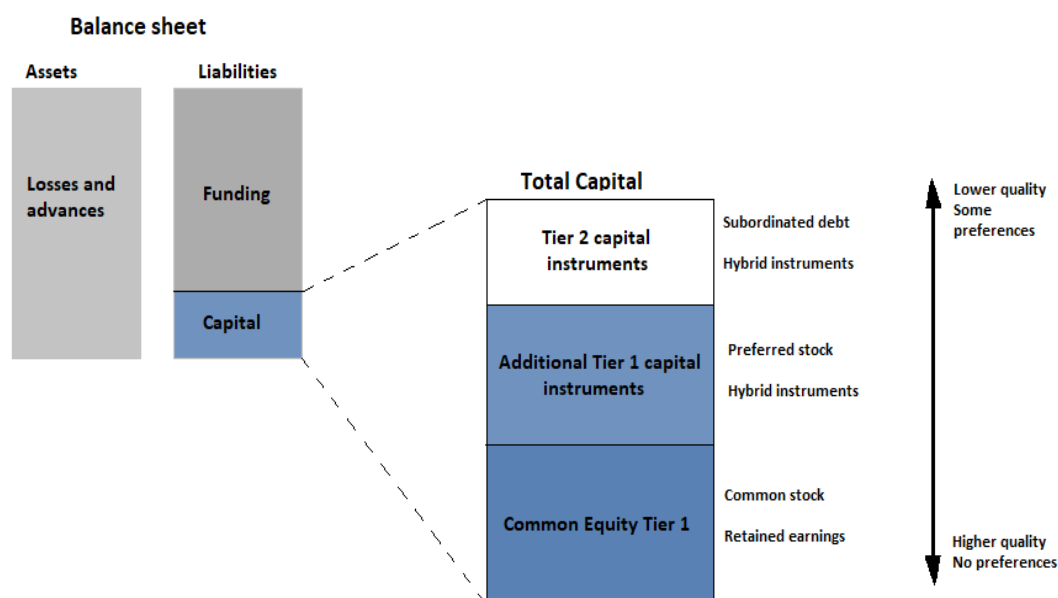 Balance sheet
Assets
Liabilities
Losses and
advances
Funding
Capital
Total Capital
Tier 2 capital
instruments
Subordinated debt
Hybrid instruments
Additional Tier 1 capital
instruments
Preferred stock
Hybrid instruments
Common Equity Tier 1
Common stock
Retained earnings
Lower quality
Some
preferences
Higher quality
No preferences